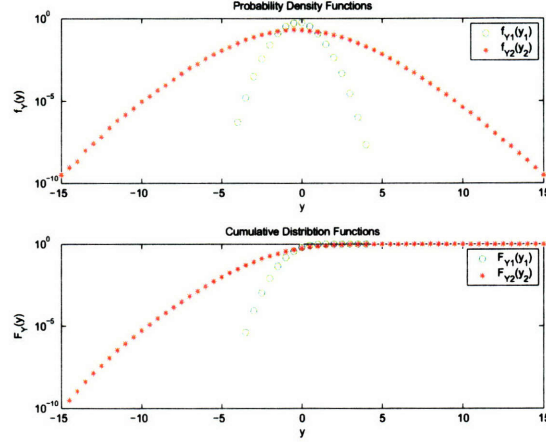 Probability Density Functions
10^0
10^-5
10^-10
f_Y(y)
f_Y1(y_1)
f_Y2(y_2)
-15 -10 -5 0 5 10 15
y
Cumulative Distribtion Functions
10^0
10^-5
10^-10
F_Y(y)
F_Y1(y_1)
F_Y2(y_2)
-15 -10 -5 0 5 10 15
y